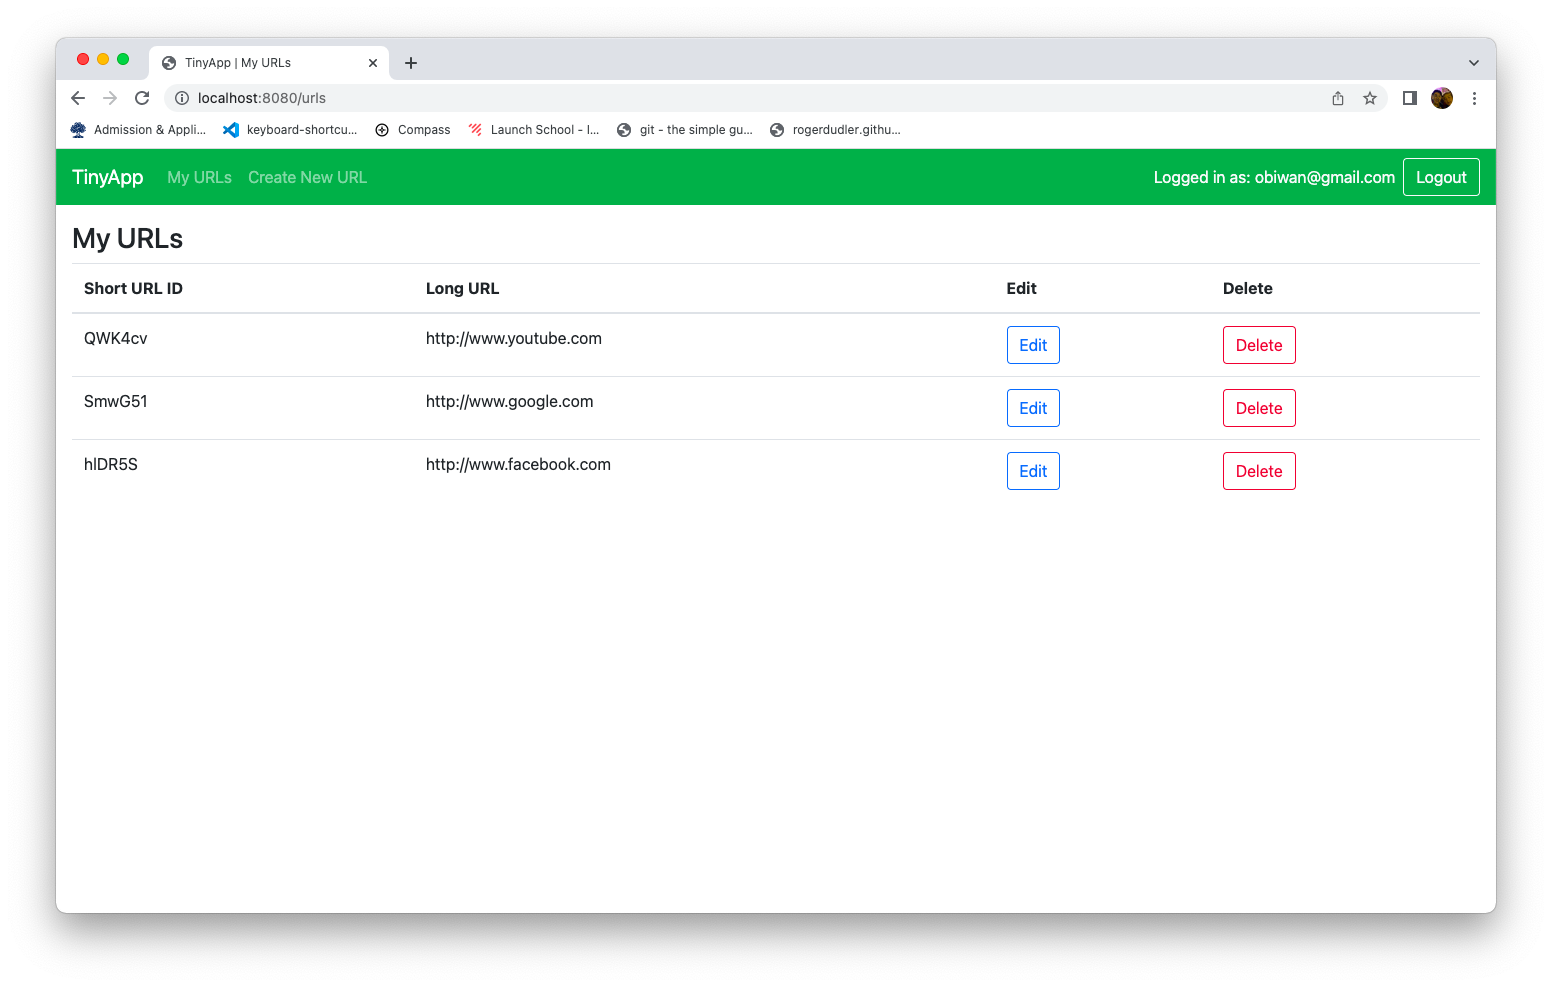 TinyApp | My URLs
localhost:8080/urls
Admission & Appli... keyboard-shortcu... Compass Launch School - I... git - the simple gu... rogerdudler.githu...
TinyApp My URLs Create New URL Logged in as: obiwan@gmail.com Logout
My URLs
Short URL ID Long URL Edit Delete
QWK4cv http://www.youtube.com Edit Delete
SmwG51 http://www.google.com Edit Delete
hIDR5S http://www.facebook.com Edit Delete